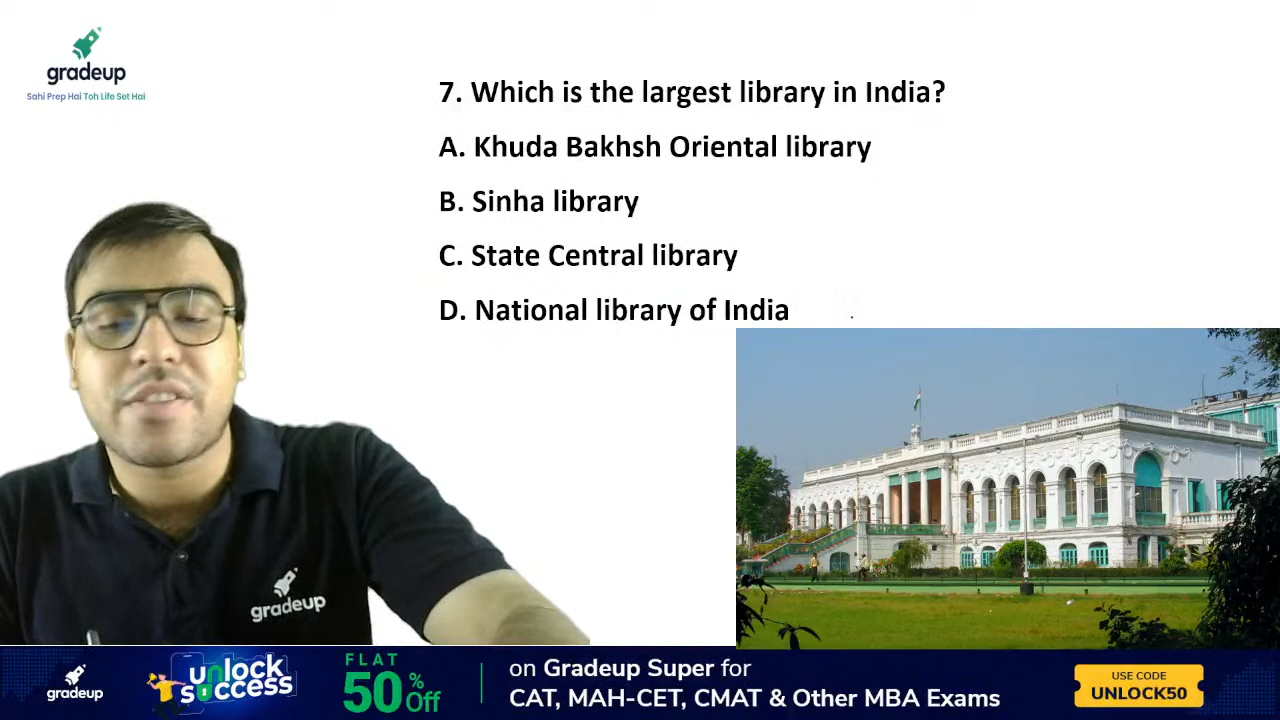 gradeup
Sahi Prep Hai Toh Life Set Hai
7. Which is the largest library in India?
A. Khuda Bakhsh Oriental library
B. Sinha library
C. State Central library
D. National library of India
gradeup
gradeup
unlock
success
FLAT
50% Off
on Gradeup Super for
CAT, MAH-CET, CMAT & Other MBA Exams
USE CODE
UNLOCK50